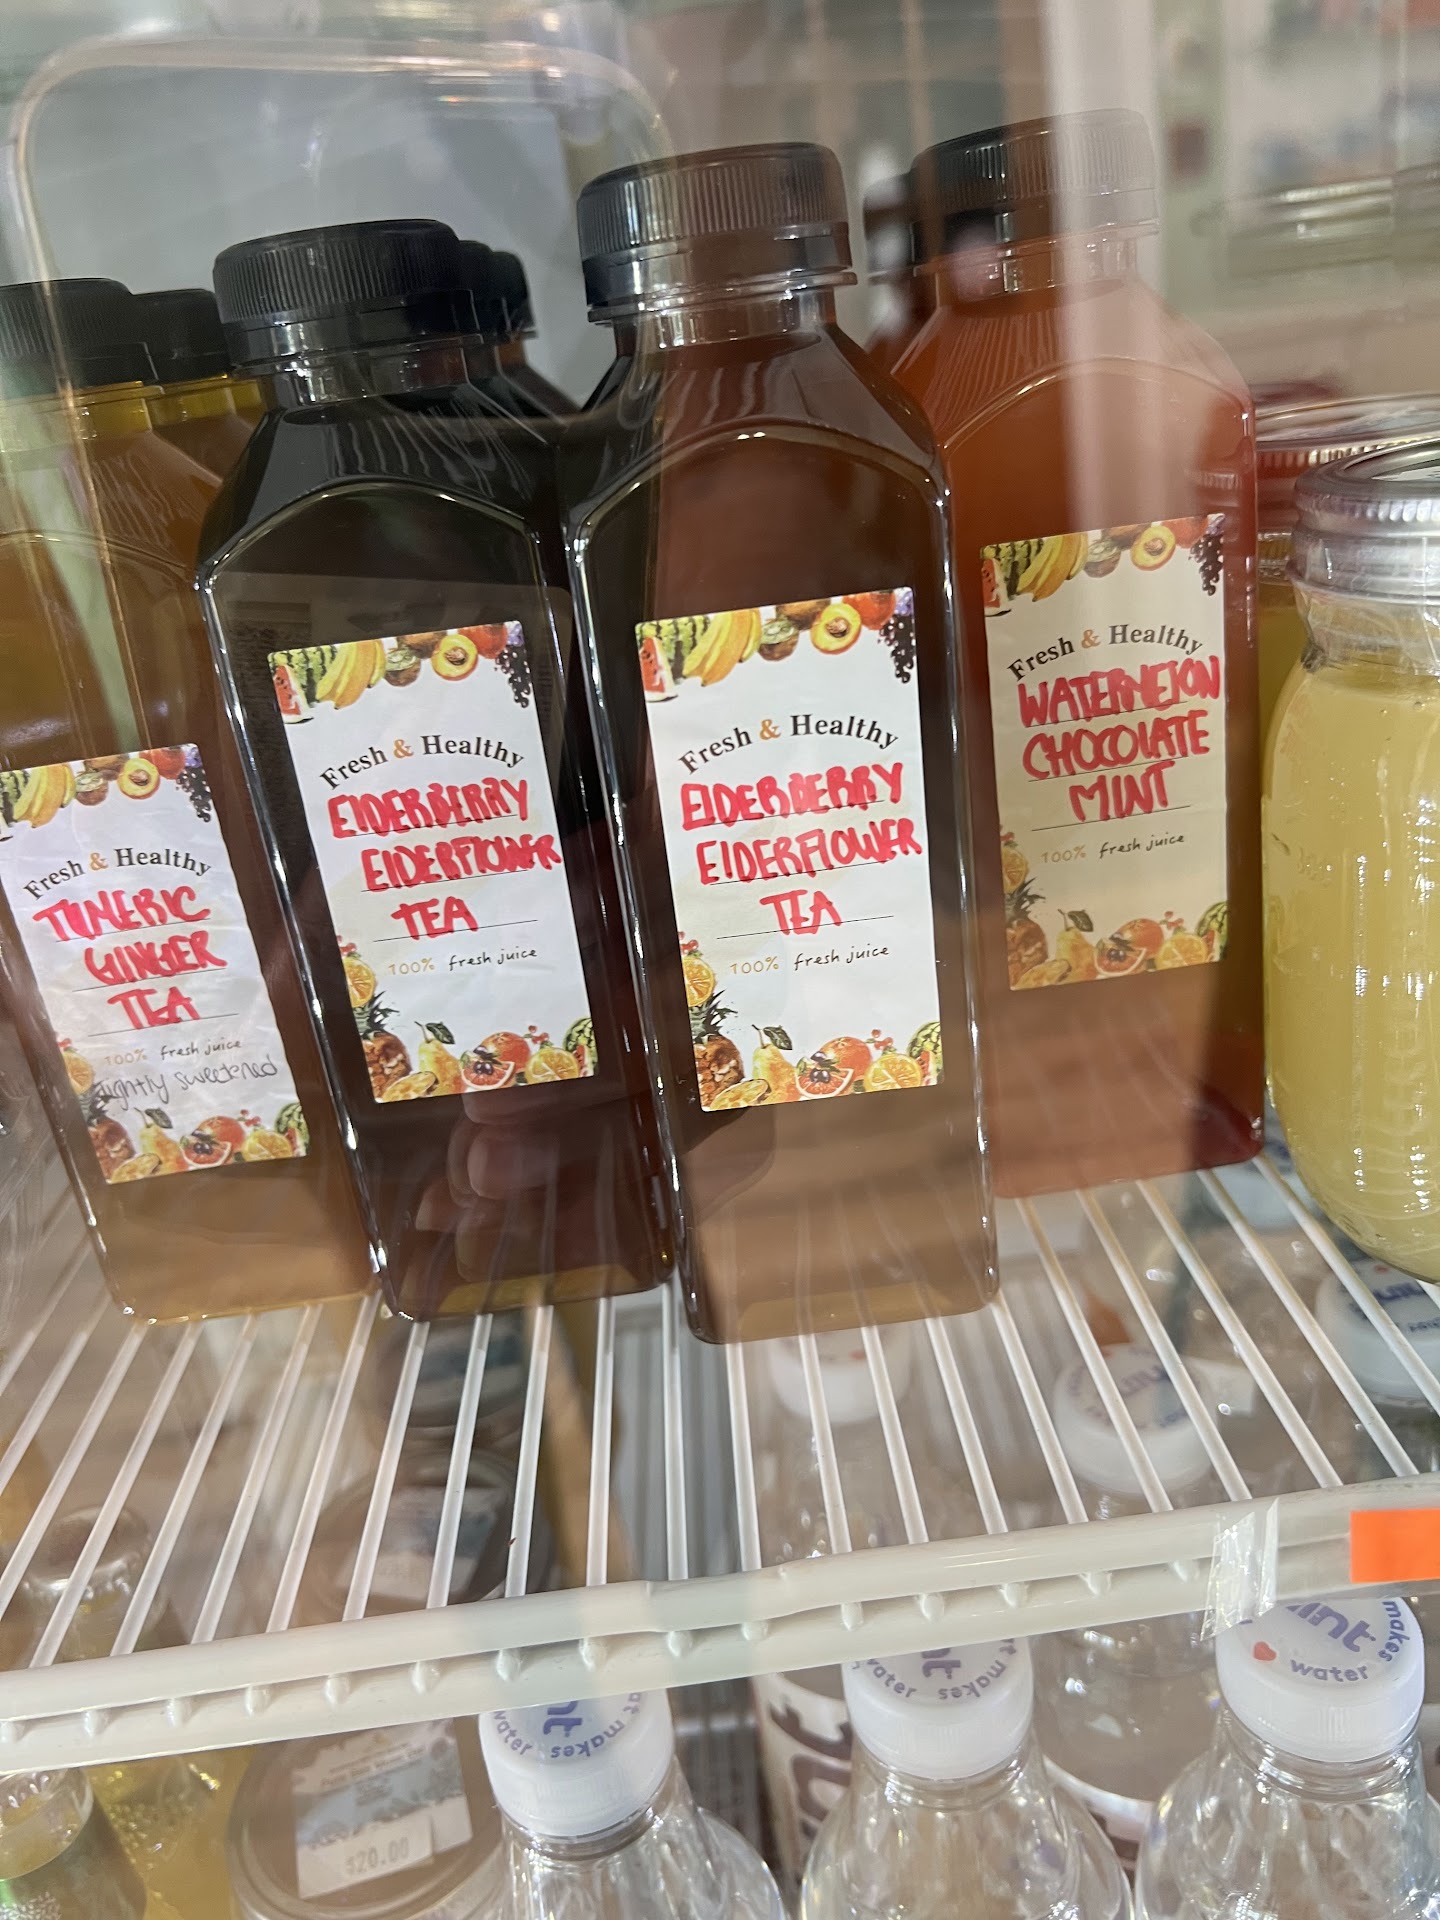 Fresh & Healthy
TUMERIC
GINGER
TEA
100% fresh juice
slightly sweetened
Fresh & Healthy
ELDERBERRY
ELDERFLOWER
TEA
100% fresh juice
Fresh & Healthy
ELDERBERRY
ELDERFLOWER
TEA
100% fresh juice
Fresh & Healthy
WATERMELON
CHOCOLATE
MINT
100% fresh juice
$20.00
water
makes
water
makes
water
makes